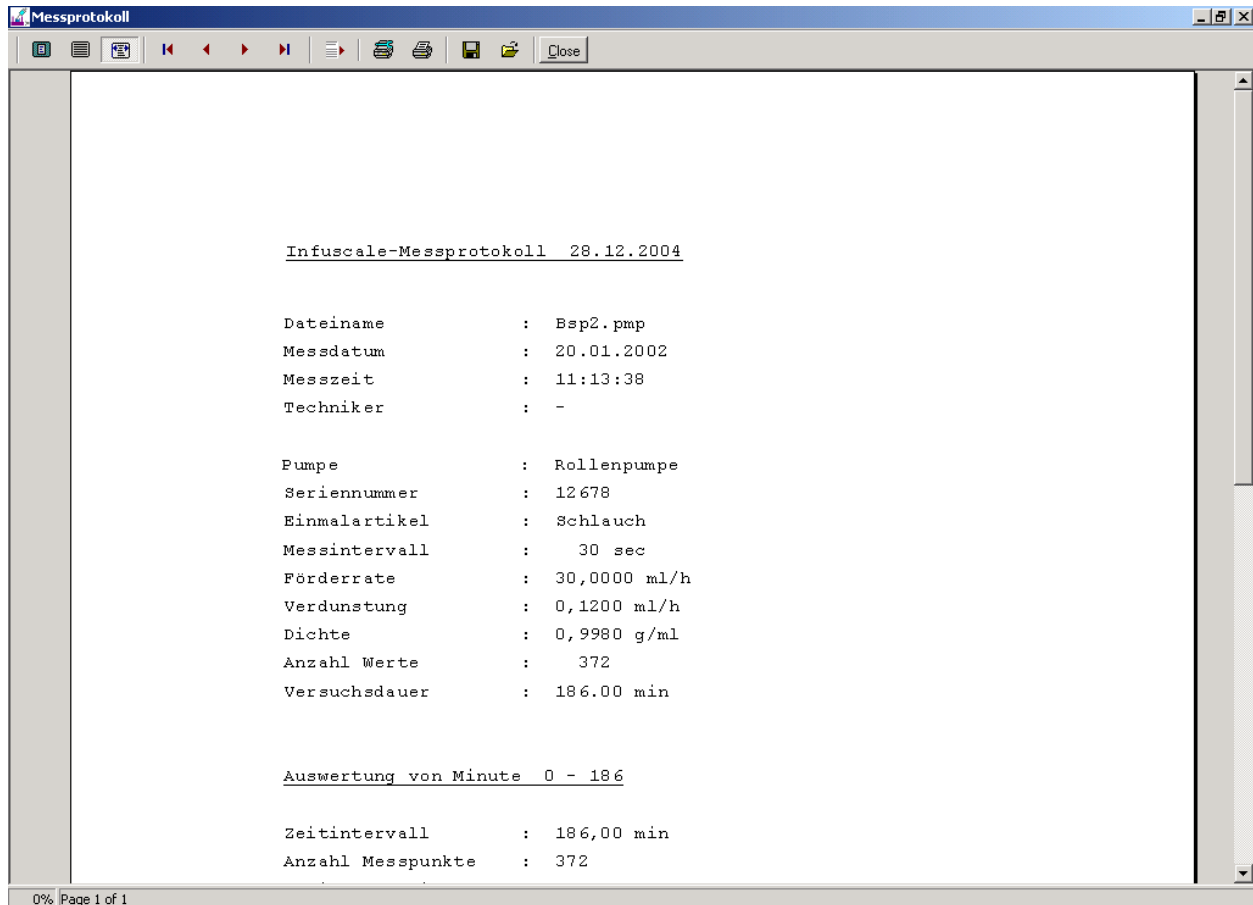 Messprotokoll
Close
Infuscale-Messprotokoll 28.12.2004
Dateiname : Bsp2.pmp
Messdatum : 20.01.2002
Messzeit : 11:13:38
Techniker : -
Pumpe : Rollenpumpe
Seriennummer : 12678
Einmalartikel : Schlauch
Messintervall : 30 sec
Förderrate : 30,0000 ml/h
Verdunstung : 0,1200 ml/h
Dichte : 0,9980 g/ml
Anzahl Werte : 372
Versuchsdauer : 186.00 min
Auswertung von Minute 0 - 186
Zeitintervall : 186,00 min
Anzahl Messpunkte : 372
0% Page 1 of 1